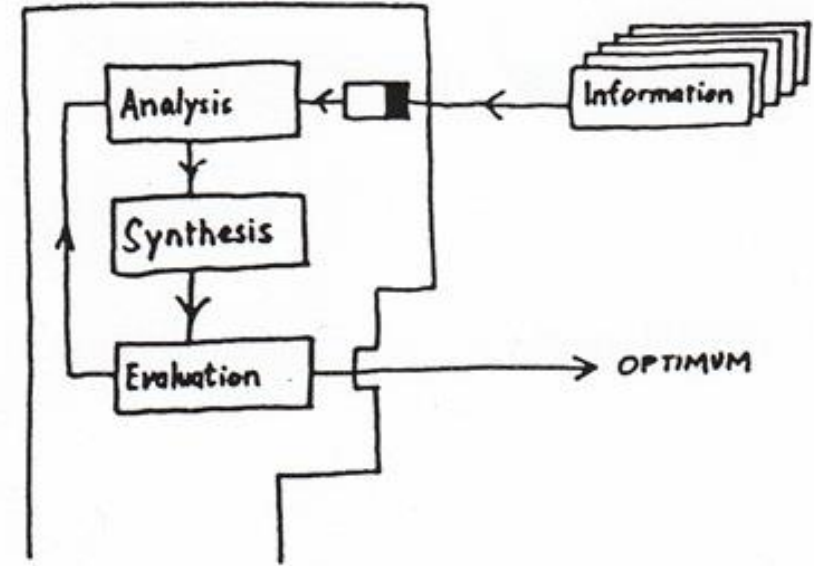 Information
Analysis
Synthesis
Evaluation
OPTIMUM